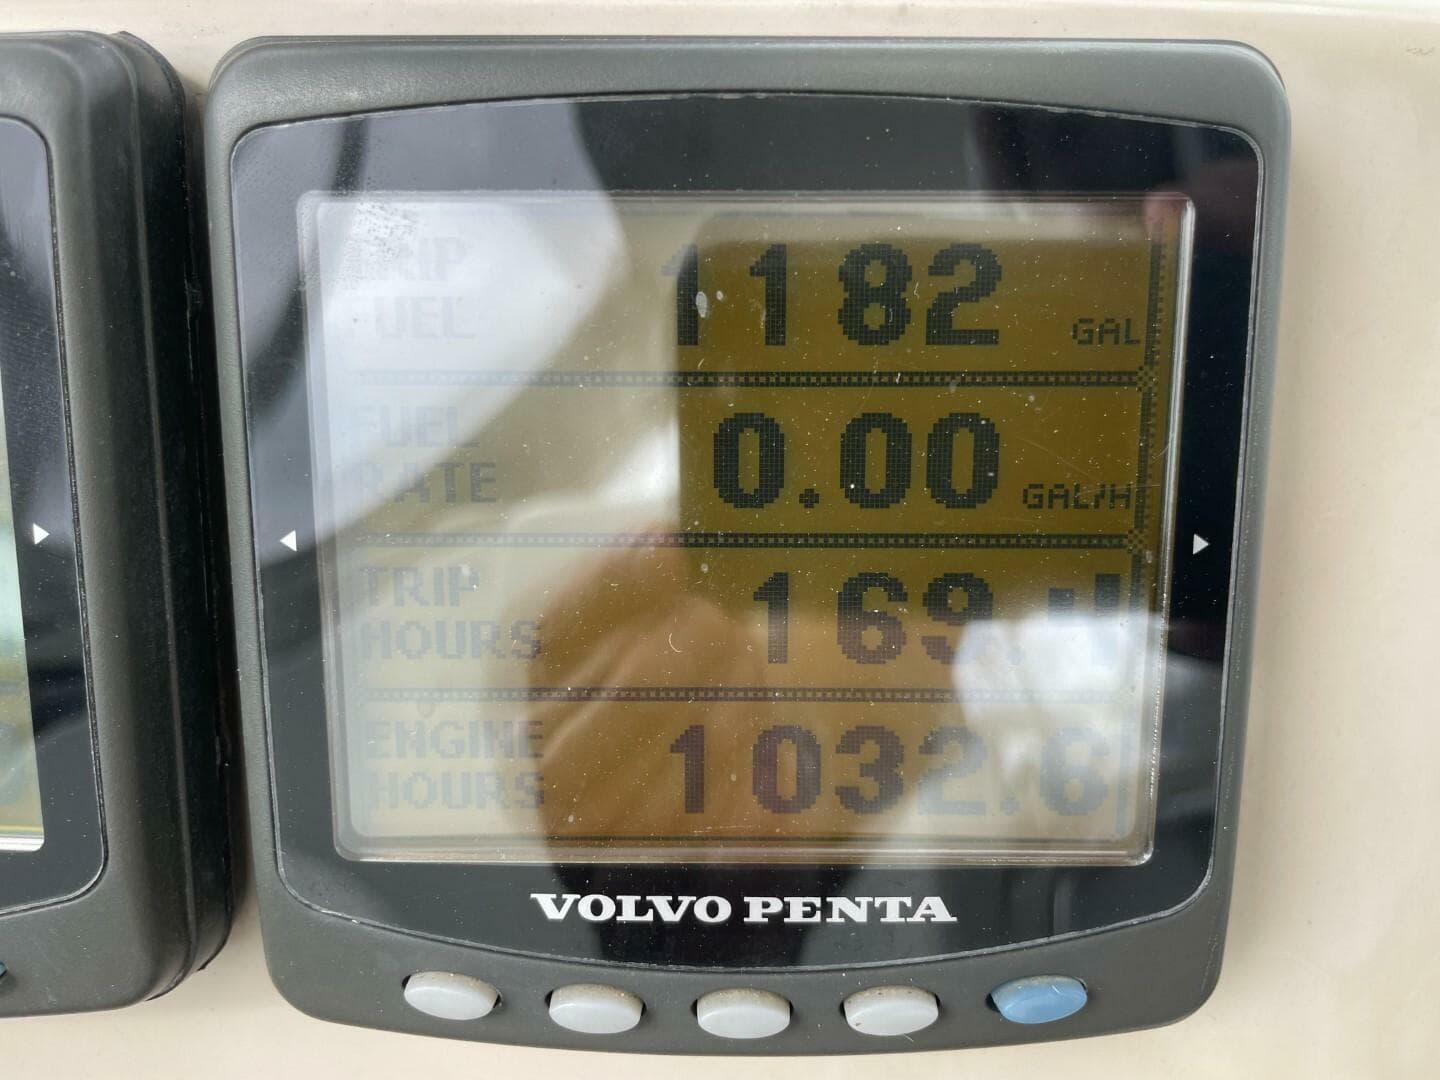 TRIP
FUEL
1182 GAL
FUEL
RATE
0.00 GAL/H
TRIP
HOURS
169.
ENGINE
HOURS
1032.6
VOLVO PENTA